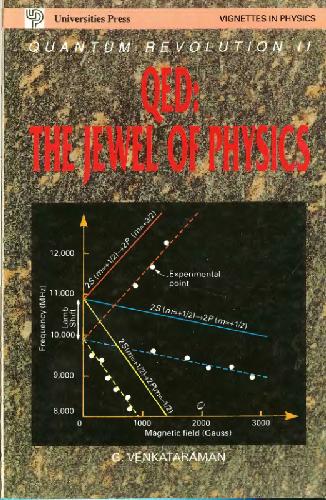 UP Universities Press
VIGNETTES IN PHYSICS
QUANTUM REVOLUTION II
QED:
THE JEWEL OF PHYSICS
Frequency (MHz)
Lamb
Shift
12,000
11,000
10,000
9,000
8,000
0
1000
2000
3000
Magnetic field (Gauss)
Experimental
point
2S(m=+1/2)→2P(m=+1/2)
G. VENKATARAMAN